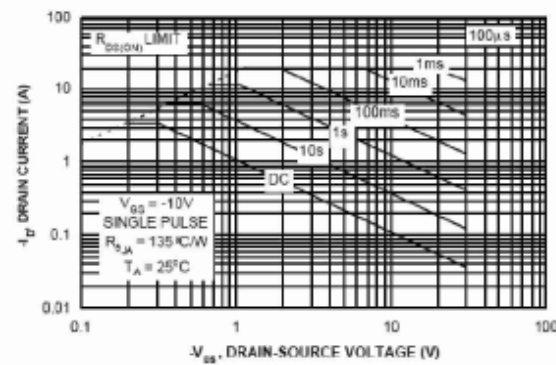 100
10
1
0.1
0.01
-I_D, DRAIN CURRENT (A)
R_DS(ON) LIMIT
100µs
1ms
10ms
100ms
1s
10s
DC
V_GS = -10V
SINGLE PULSE
R_θJA = 135°C/W
T_A = 25°C
0.1 1 10 100
-V_DS, DRAIN-SOURCE VOLTAGE (V)